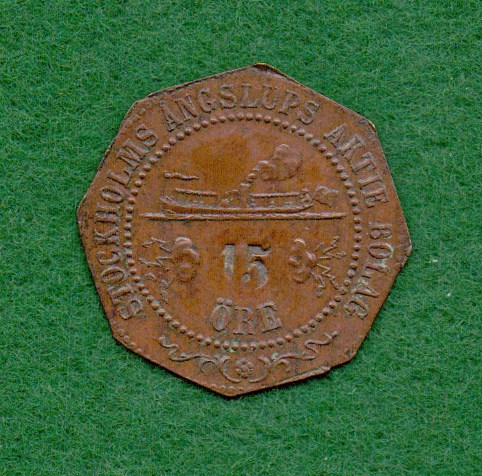 STOCKHOLMS ÅNGSLUPS AKTIE BOLAG
15
ÖRE